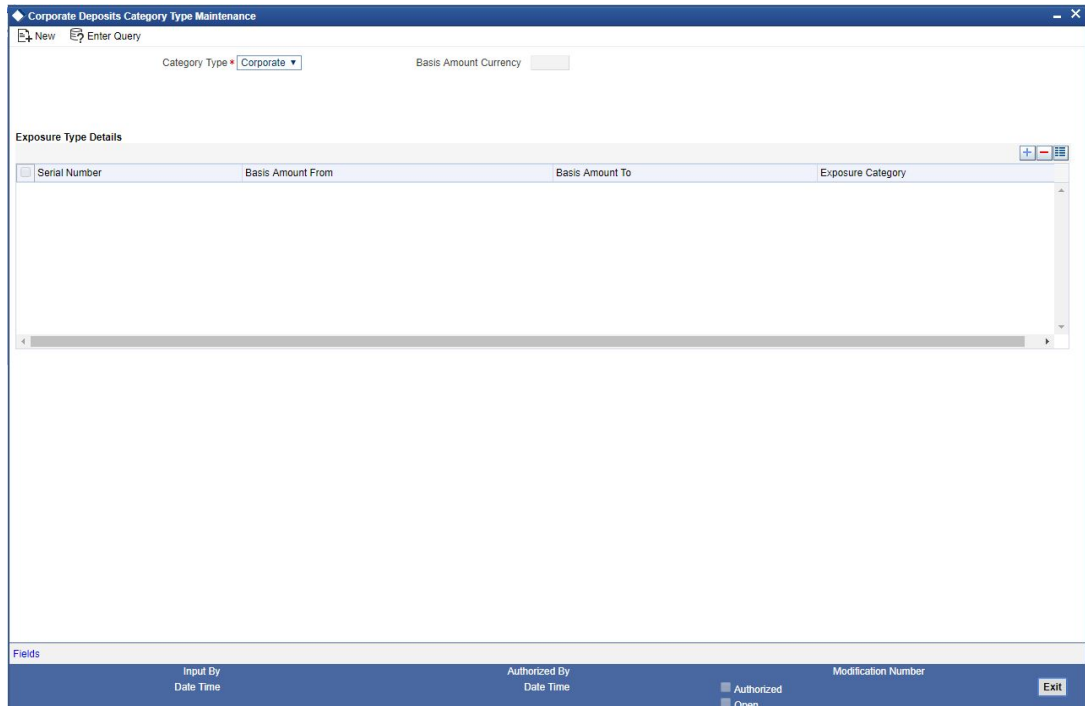 Corporate Deposits Category Type Maintenance
New Enter Query
Category Type * Corporate Basis Amount Currency
Exposure Type Details
Serial Number Basis Amount From Basis Amount To Exposure Category
Fields
Input By Authorized By Modification Number
Date Time Date Time Authorized Exit
Open